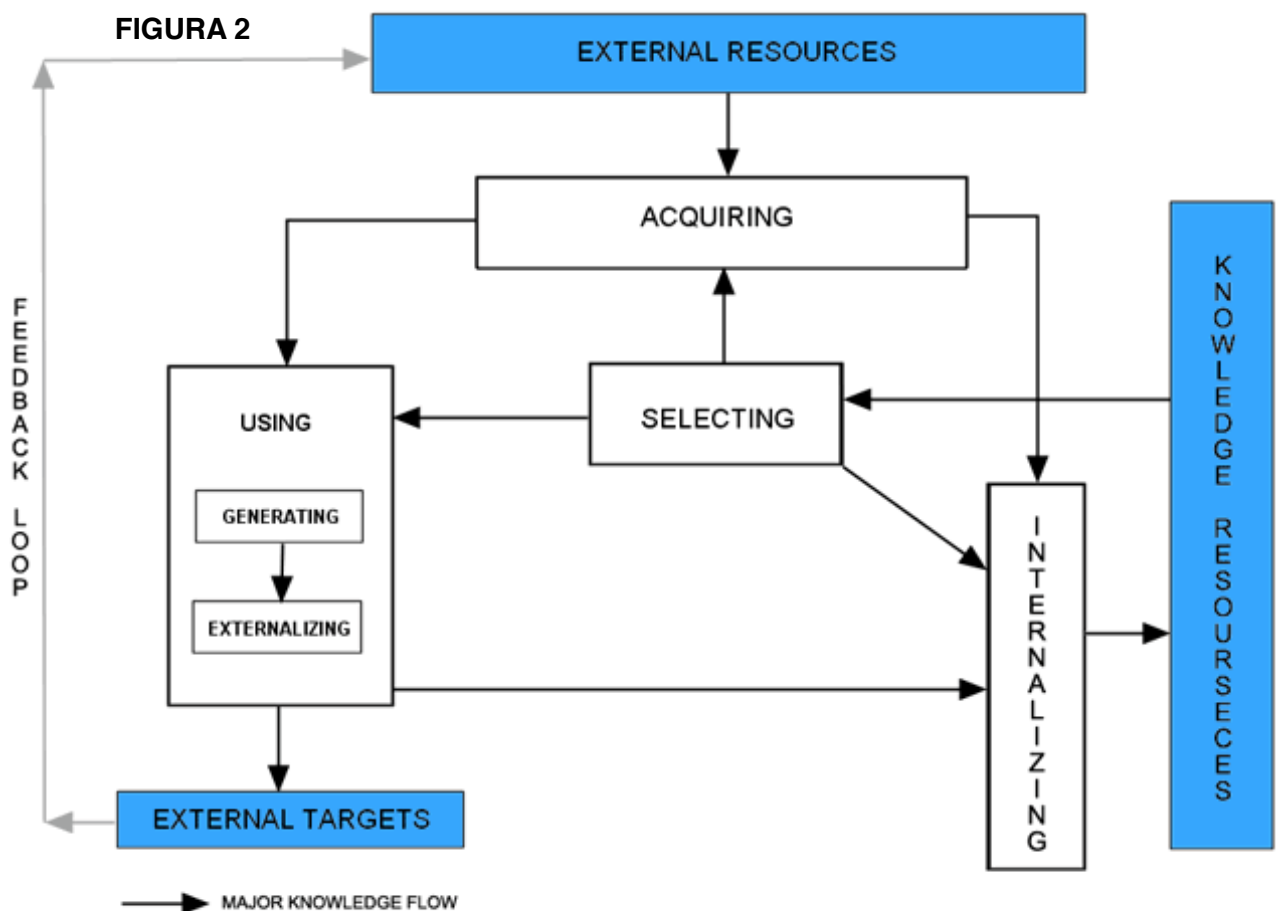 FIGURA 2
EXTERNAL RESOURCES
ACQUIRING
KNOWLEDGE RESOURSECES
FEEDBACK LOOP
USING
SELECTING
GENERATING
EXTERNALIZING
INTERNALIZING
EXTERNAL TARGETS
MAJOR KNOWLEDGE FLOW